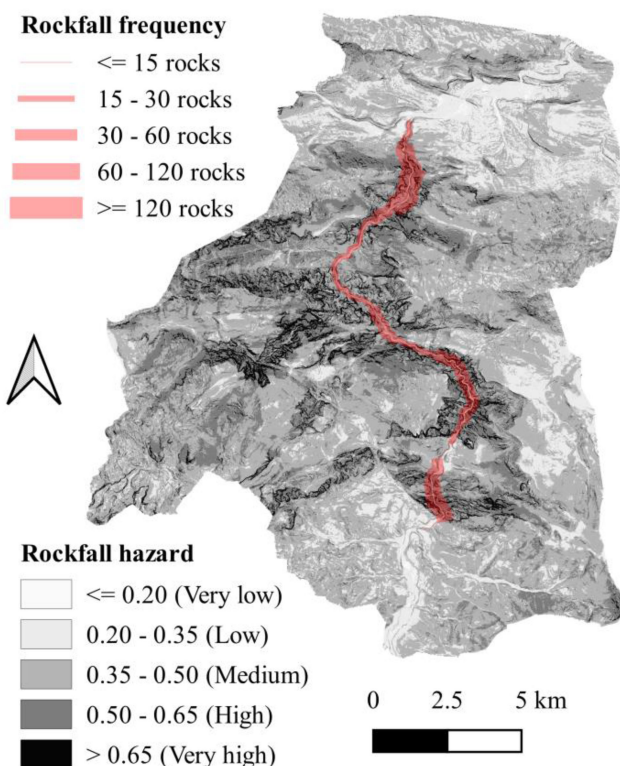 Rockfall frequency
<= 15 rocks
15 - 30 rocks
30 - 60 rocks
60 - 120 rocks
>= 120 rocks
Rockfall hazard
<= 0.20 (Very low)
0.20 - 0.35 (Low)
0.35 - 0.50 (Medium)
0.50 - 0.65 (High)
> 0.65 (Very high)
0 2.5 5 km